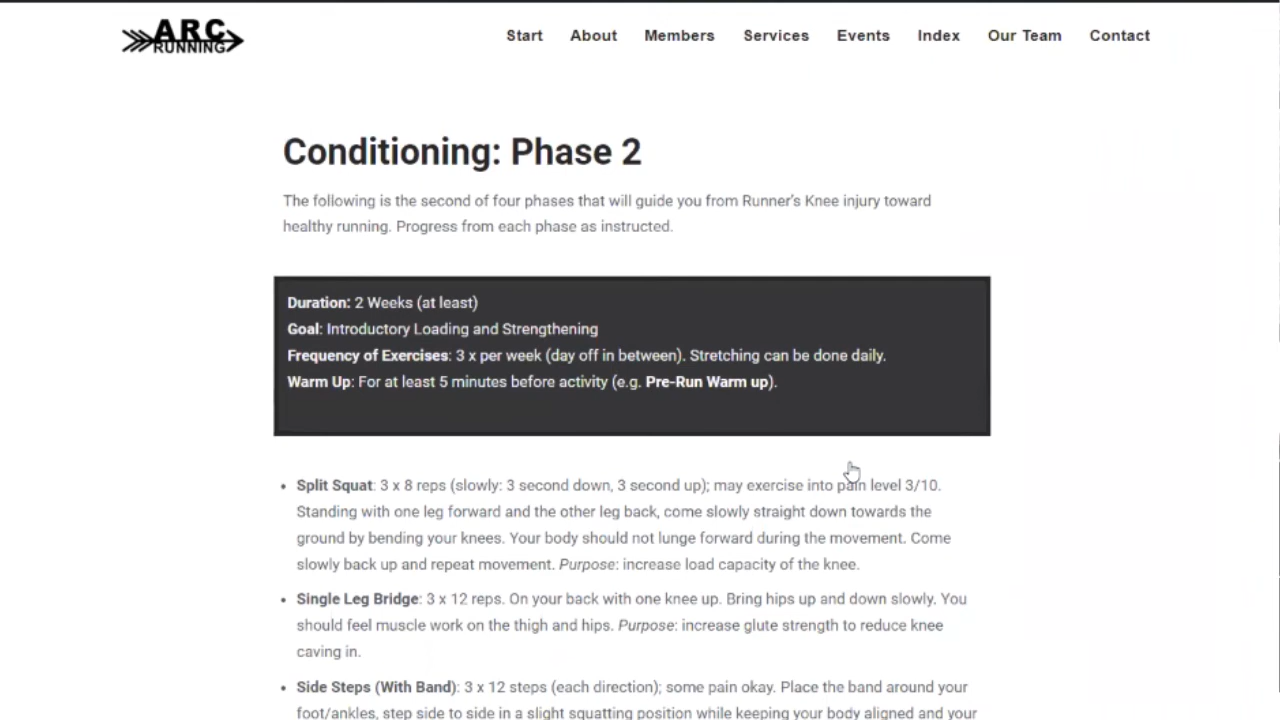 ARC
RUNNING
Start About Members Services Events Index Our Team Contact
Conditioning: Phase 2
The following is the second of four phases that will guide you from Runner's Knee injury toward
healthy running. Progress from each phase as instructed.
Duration: 2 Weeks (at least)
Goal: Introductory Loading and Strengthening
Frequency of Exercises: 3 x per week (day off in between). Stretching can be done daily.
Warm Up: For at least 5 minutes before activity (e.g. Pre-Run Warm up).
• Split Squat: 3 x 8 reps (slowly: 3 second down, 3 second up); may exercise into pain level 3/10.
Standing with one leg forward and the other leg back, come slowly straight down towards the
ground by bending your knees. Your body should not lunge forward during the movement. Come
slowly back up and repeat movement. Purpose: increase load capacity of the knee.
• Single Leg Bridge: 3 x 12 reps. On your back with one knee up. Bring hips up and down slowly. You
should feel muscle work on the thigh and hips. Purpose: increase glute strength to reduce knee
caving in.
• Side Steps (With Band): 3 x 12 steps (each direction); some pain okay. Place the band around your
foot/ankles, step side to side in a slight squatting position while keeping your body aligned and your